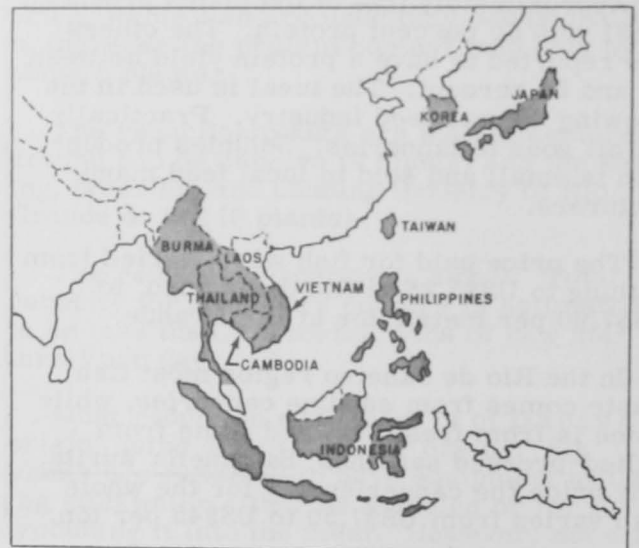 JAPAN
KOREA
TAIWAN
BURMA
LAOS
THAILAND
VIETNAM
PHILIPPINES
CAMBODIA
INDONESIA